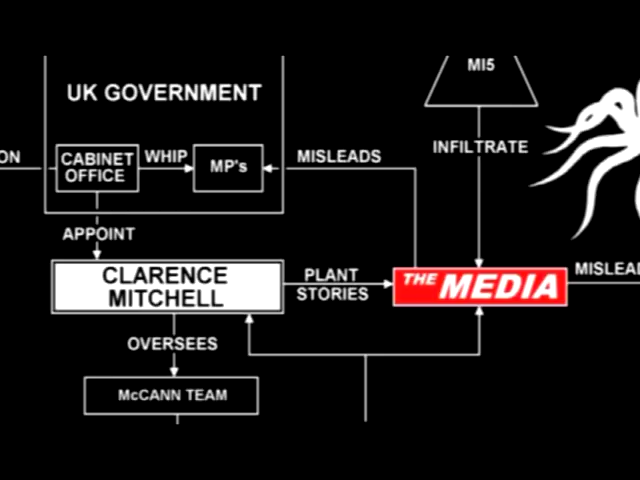 MI5
UK GOVERNMENT
ON
CABINET
OFFICE
WHIP
MP's
MISLEADS
INFILTRATE
APPOINT
CLARENCE
MITCHELL
PLANT
STORIES
THE MEDIA
MISLEAD
OVERSEES
McCANN TEAM